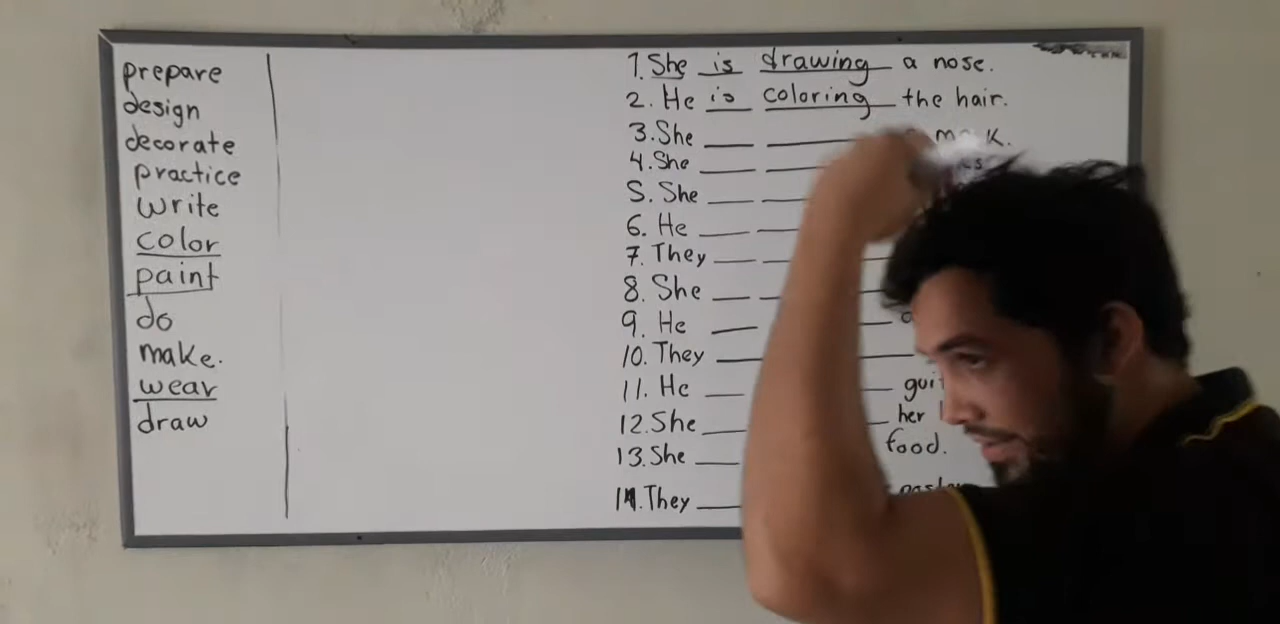 prepare
design
decorate
practice
write
color
paint
do
make.
wear
draw
1. She is drawing a nose.
2. He is coloring the hair.
3. She ___ ___
4. She ___ ___
5. She ___ ___
6. He ___ ___
7. They ___ ___
8. She ___ ___
9. He ___ ___
10. They ___ ___
11. He ___ ___
12. She ___ ___ her
13. She ___ ___ food.
14. They ___